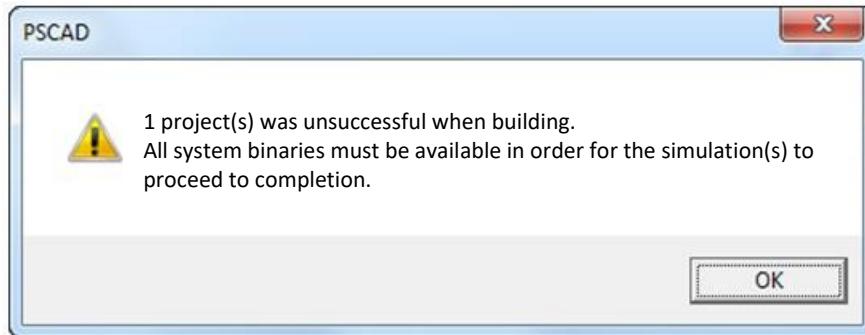 PSCAD
1 project(s) was unsuccessful when building.
All system binaries must be available in order for the simulation(s) to
proceed to completion.
OK